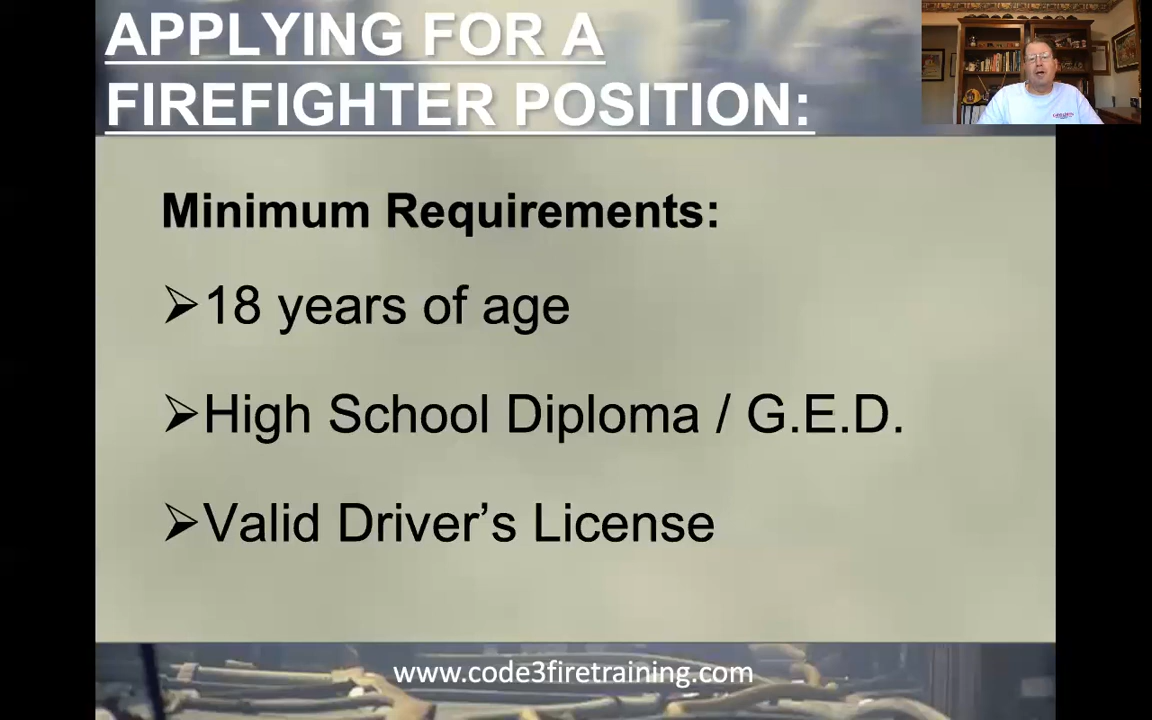 APPLYING FOR A
FIREFIGHTER POSITION:
Minimum Requirements:
➢18 years of age
➢High School Diploma / G.E.D.
➢Valid Driver’s License
www.code3firetraining.com